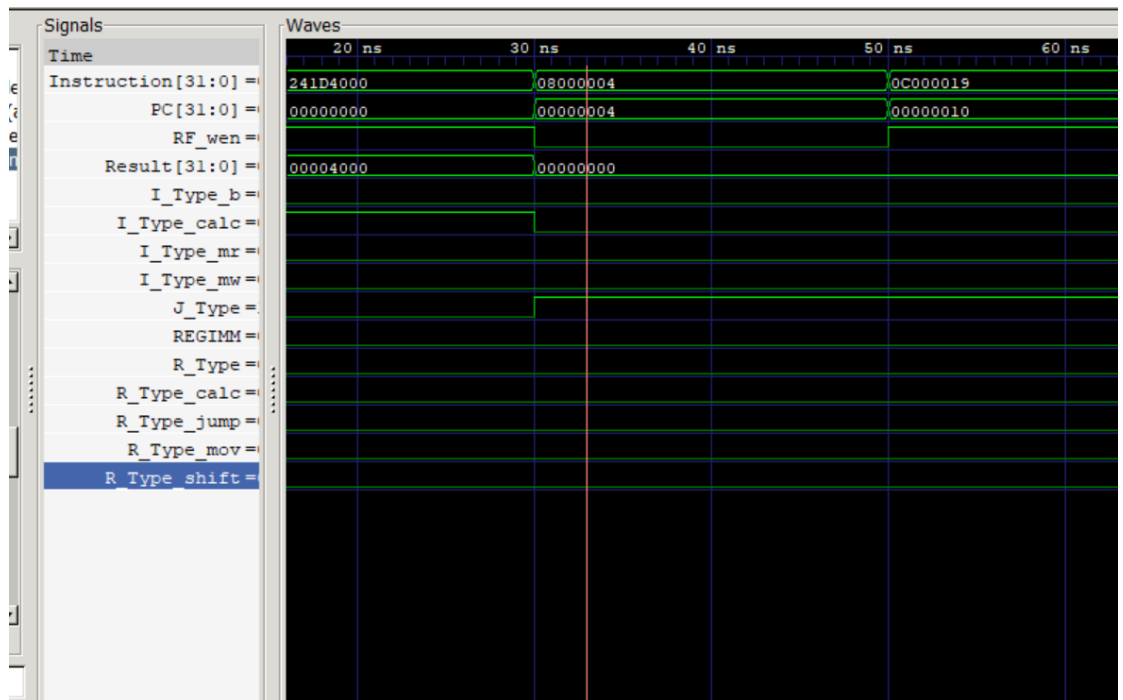 Signals
Waves
Time
20 ns 30 ns 40 ns 50 ns 60 ns
Instruction[31:0] = 241D4000 08000004 0C000019
PC[31:0] = 00000000 00000004 00000010
RF_wen =
Result[31:0] = 00004000 00000000
I_Type_b =
I_Type_calc =
I_Type_mr =
I_Type_mw =
J_Type =
REGIMM =
R_Type =
R_Type_calc =
R_Type_jump =
R_Type_mov =
R_Type_shift =